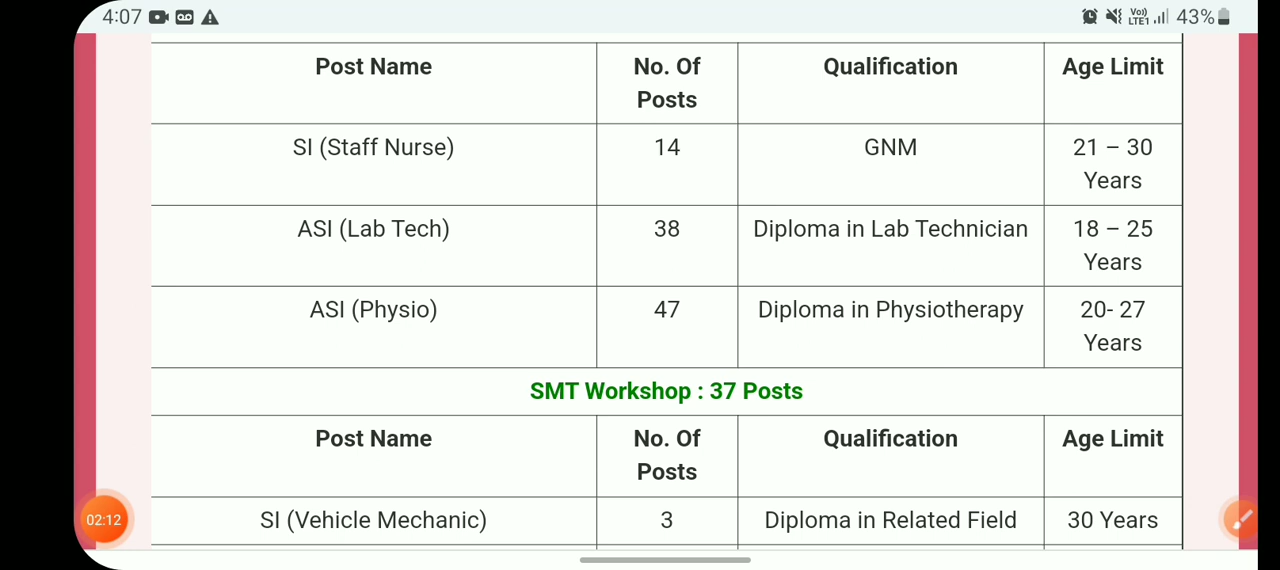 4:07 Vo) LTE1 43%
Post Name No. Of Posts Qualification Age Limit
SI (Staff Nurse) 14 GNM 21 – 30 Years
ASI (Lab Tech) 38 Diploma in Lab Technician 18 – 25 Years
ASI (Physio) 47 Diploma in Physiotherapy 20- 27 Years
SMT Workshop : 37 Posts
Post Name No. Of Posts Qualification Age Limit
SI (Vehicle Mechanic) 3 Diploma in Related Field 30 Years
02:12